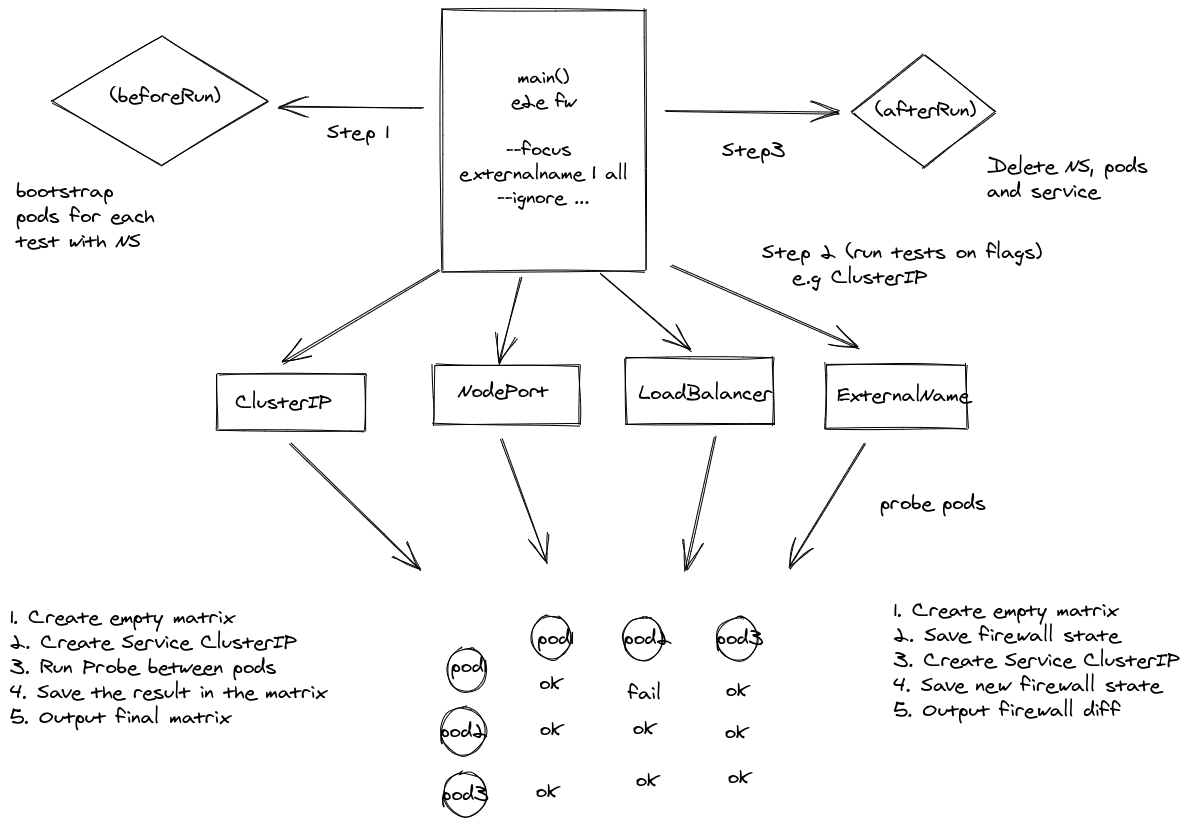 main()
e2e fw
--focus
externalname | all
--ignore ...
(beforeRun)
Step 1
bootstrap
pods for each
test with NS
Step3
(afterRun)
Delete NS, pods
and service
Step 2 (run tests on flags)
e.g ClusterIP
ClusterIP
NodePort
LoadBalancer
ExternalName
probe pods
1. Create empty matrix
2. Create Service ClusterIP
3. Run Probe between pods
4. Save the result in the matrix
5. Output final matrix
pod1 pod2 pod3
pod1 ok fail ok
pod2 ok ok ok
pod3 ok ok ok
1. Create empty matrix
2. Save firewall state
3. Create Service ClusterIP
4. Save new firewall state
5. Output firewall diff